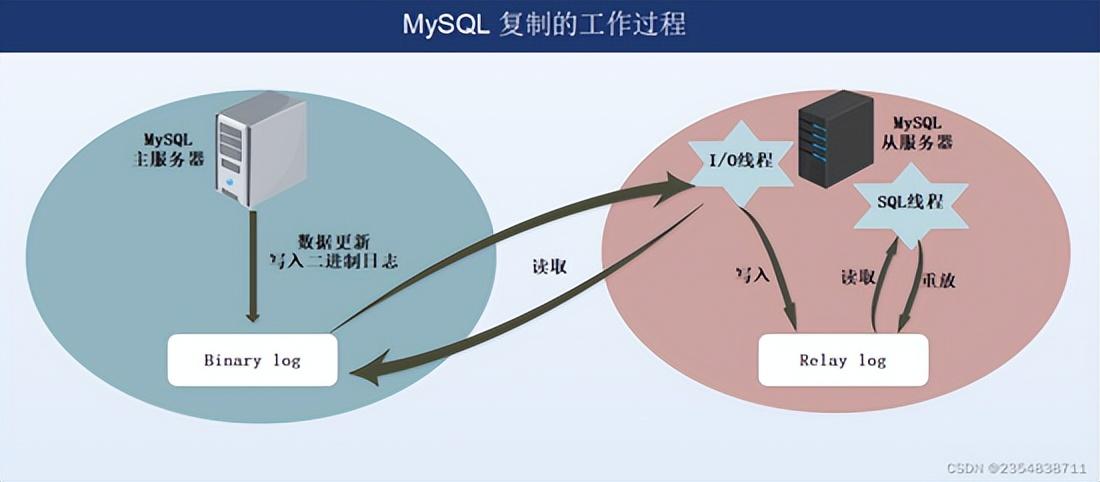 MySQL 复制的工作过程
MySQL
主服务器
数据更新
写入二进制日志
Binary log
读取
I/O线程
MySQL
从服务器
SQL线程
写入
读取
重放
Relay log
CSDN @2354838711